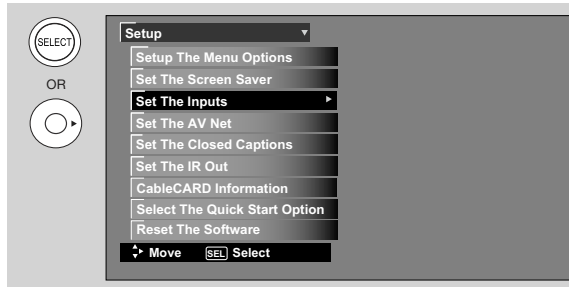 SELECT
OR
Setup
Setup The Menu Options
Set The Screen Saver
Set The Inputs
Set The AV Net
Set The Closed Captions
Set The IR Out
CableCARD Information
Select The Quick Start Option
Reset The Software
Move SEL Select